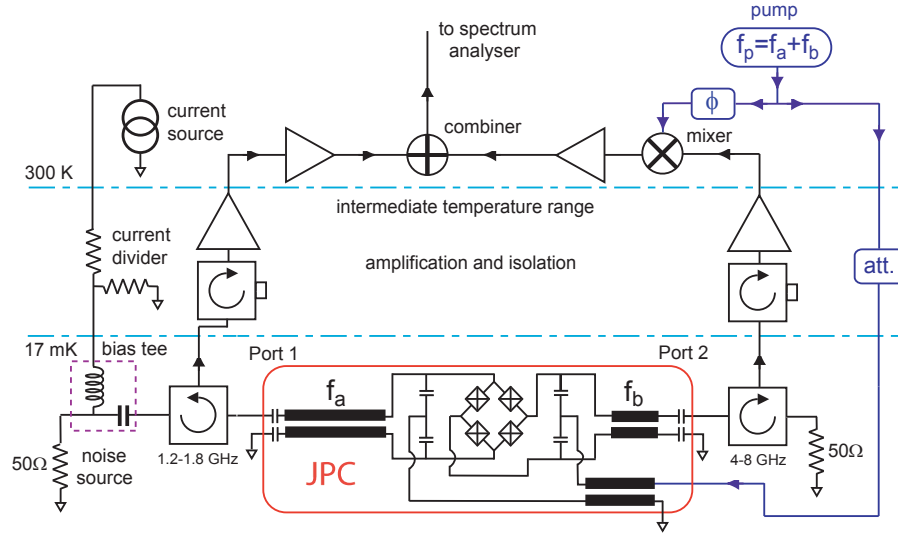 pump
f_p=f_a+f_b
to spectrum
analyser
current
source
combiner
ϕ
mixer
300 K
intermediate temperature range
current
divider
amplification and isolation
att.
17 mK
bias tee
Port 1
Port 2
f_a
f_b
50Ω
noise
source
1.2-1.8 GHz
JPC
4-8 GHz
50Ω